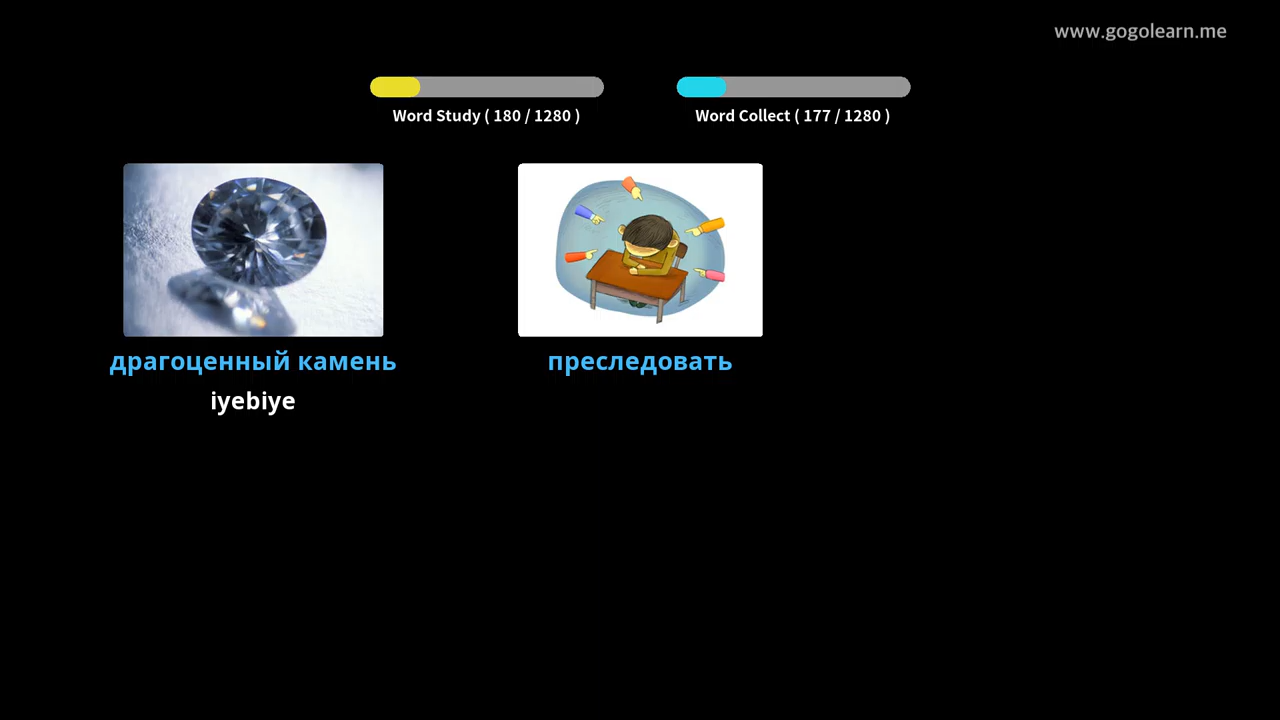 www.gogolearn.me
Word Study ( 180 / 1280 )
Word Collect ( 177 / 1280 )
драгоценный камень
преследовать
iyebiye